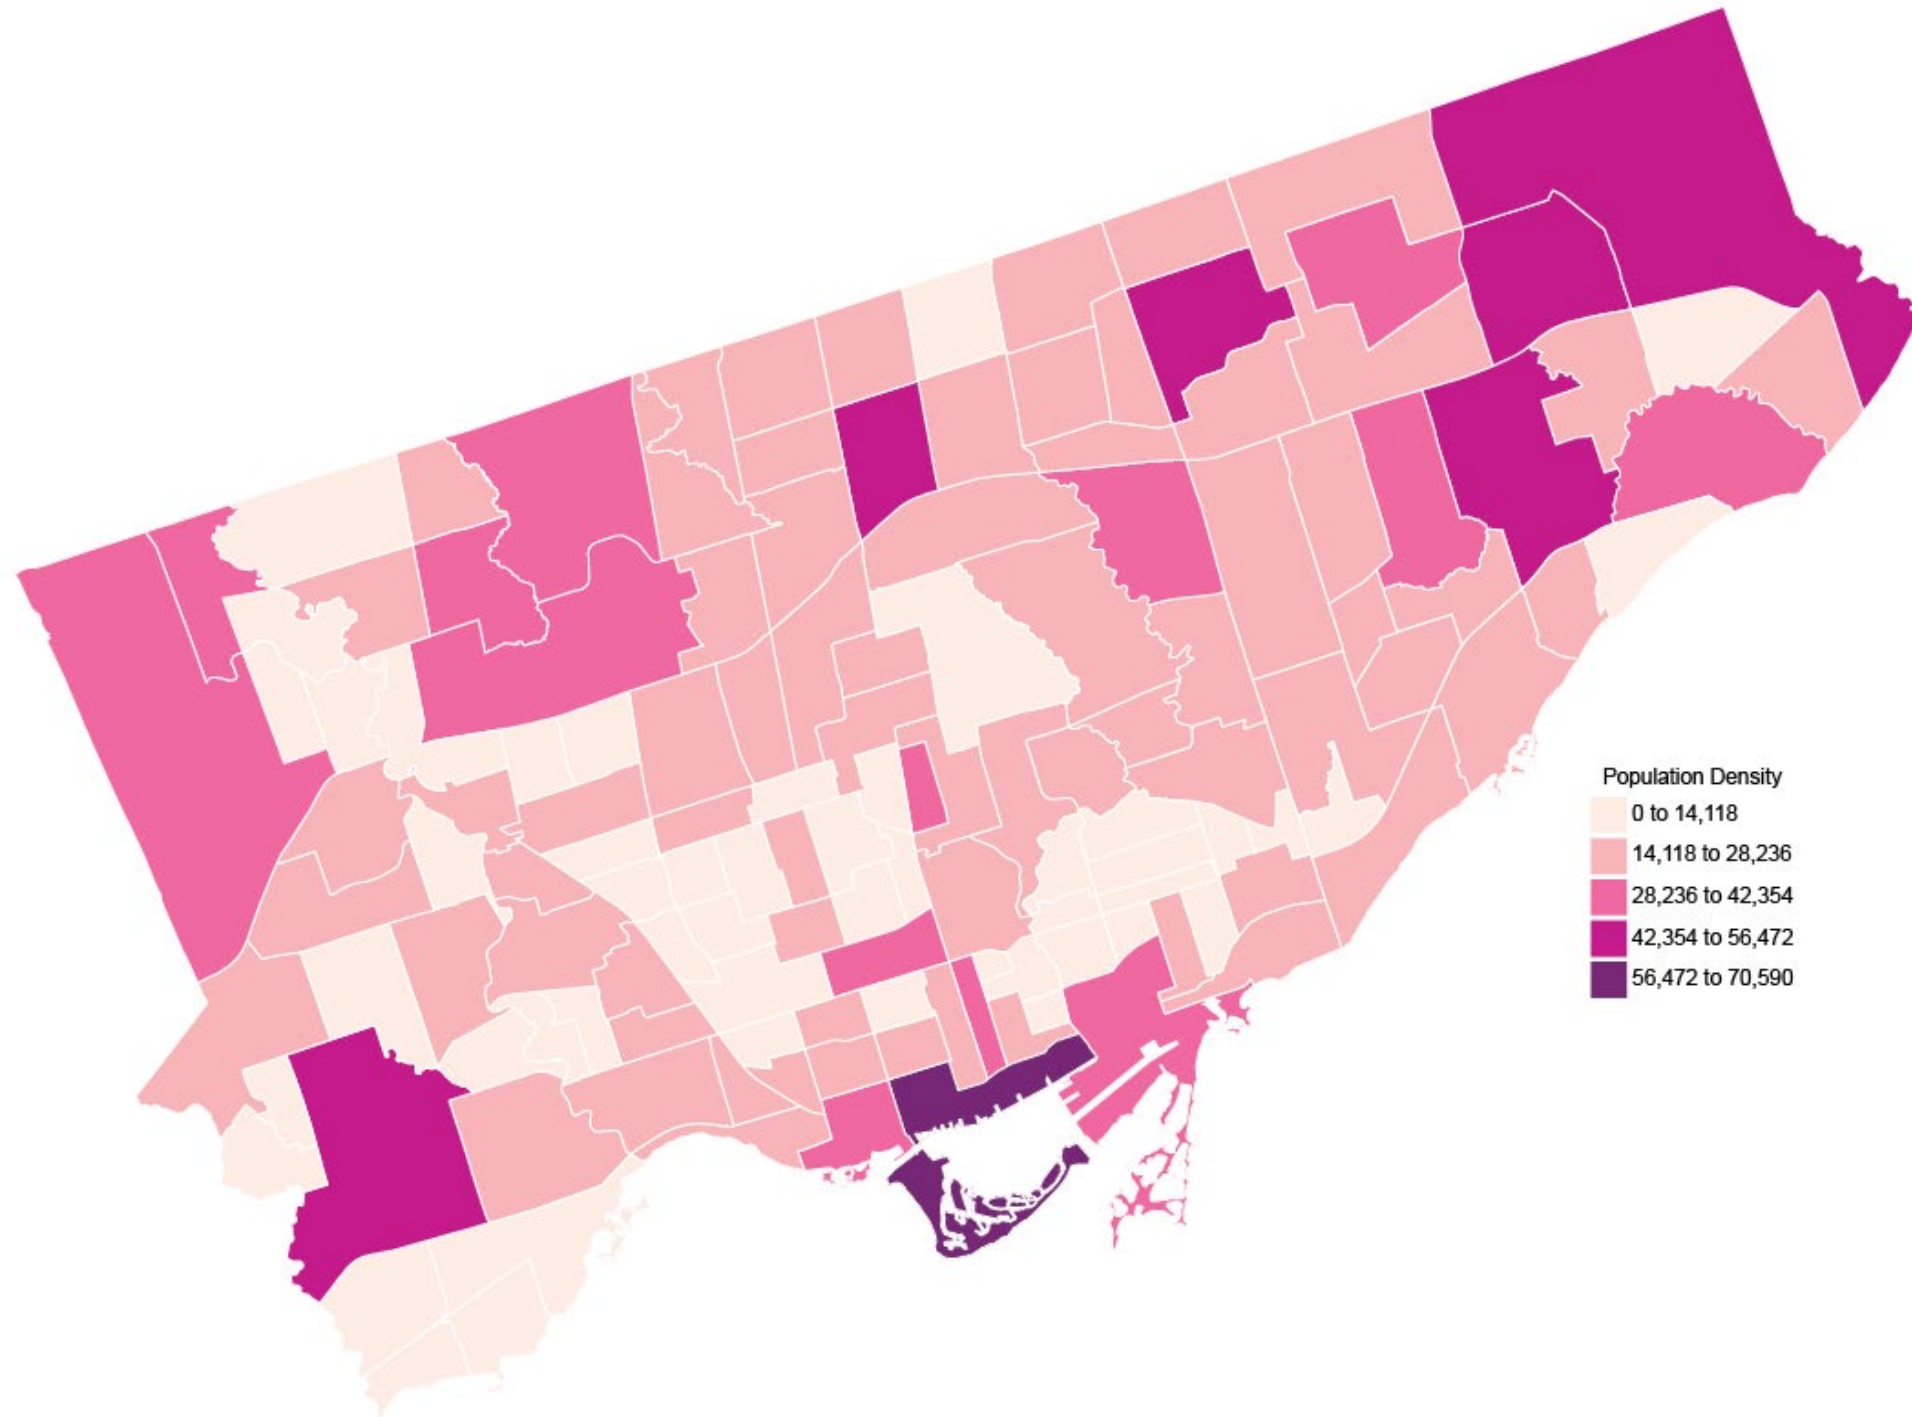 Population Density
0 to 14,118
14,118 to 28,236
28,236 to 42,354
42,354 to 56,472
56,472 to 70,590